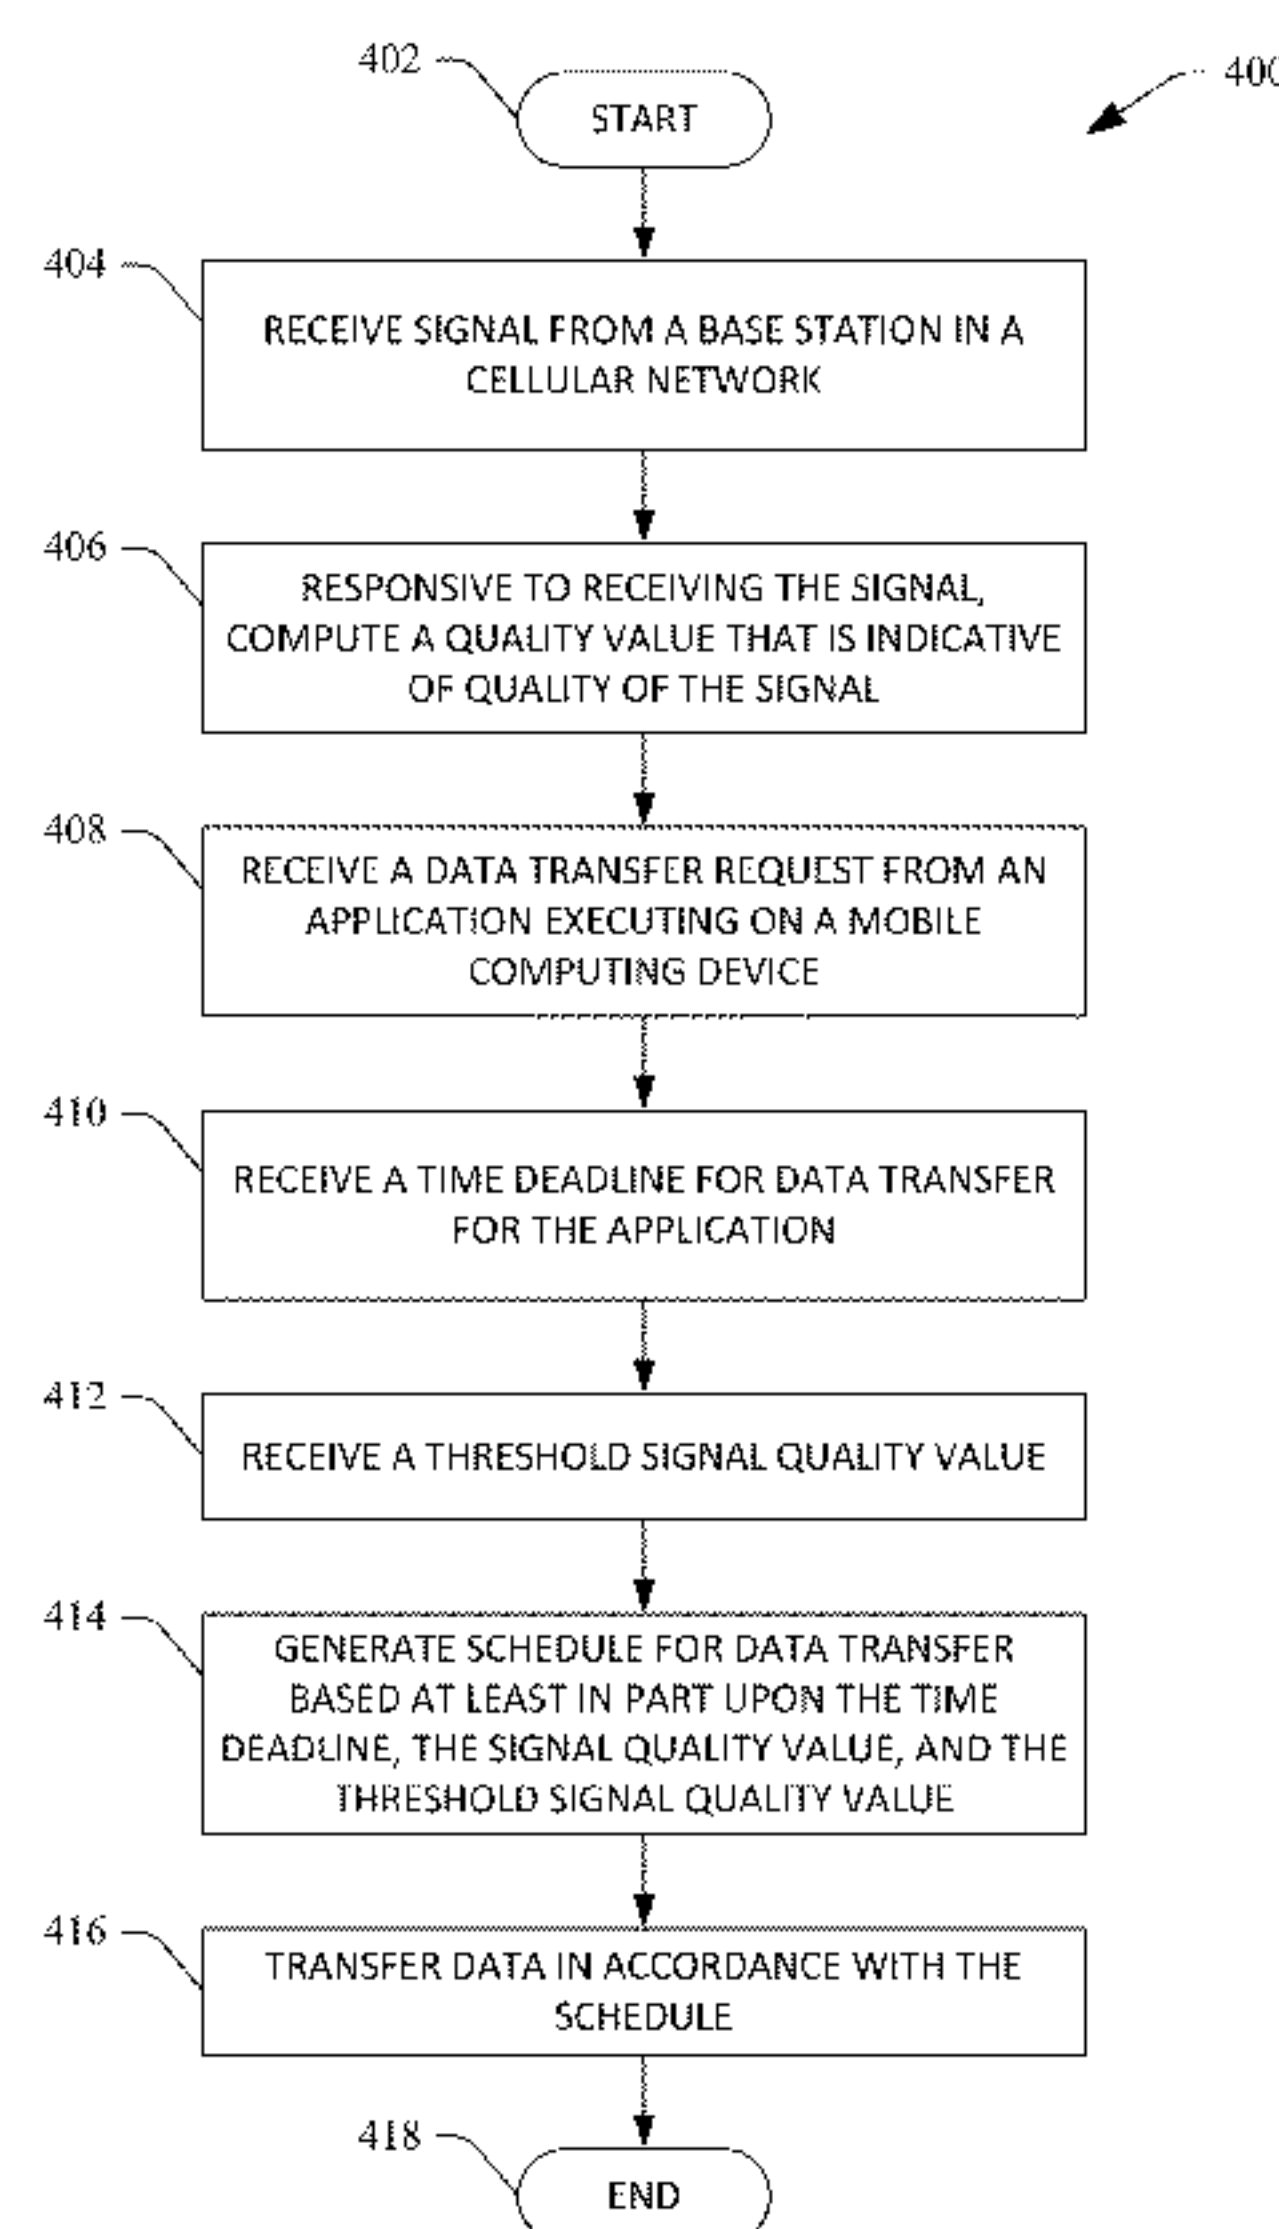 402
START
400
404
RECEIVE SIGNAL FROM A BASE STATION IN A
CELLULAR NETWORK
406
RESPONSIVE TO RECEIVING THE SIGNAL,
COMPUTE A QUALITY VALUE THAT IS INDICATIVE
OF QUALITY OF THE SIGNAL
408
RECEIVE A DATA TRANSFER REQUEST FROM AN
APPLICATION EXECUTING ON A MOBILE
COMPUTING DEVICE
410
RECEIVE A TIME DEADLINE FOR DATA TRANSFER
FOR THE APPLICATION
412
RECEIVE A THRESHOLD SIGNAL QUALITY VALUE
414
GENERATE SCHEDULE FOR DATA TRANSFER
BASED AT LEAST IN PART UPON THE TIME
DEADLINE, THE SIGNAL QUALITY VALUE, AND THE
THRESHOLD SIGNAL QUALITY VALUE
416
TRANSFER DATA IN ACCORDANCE WITH THE
SCHEDULE
418
END